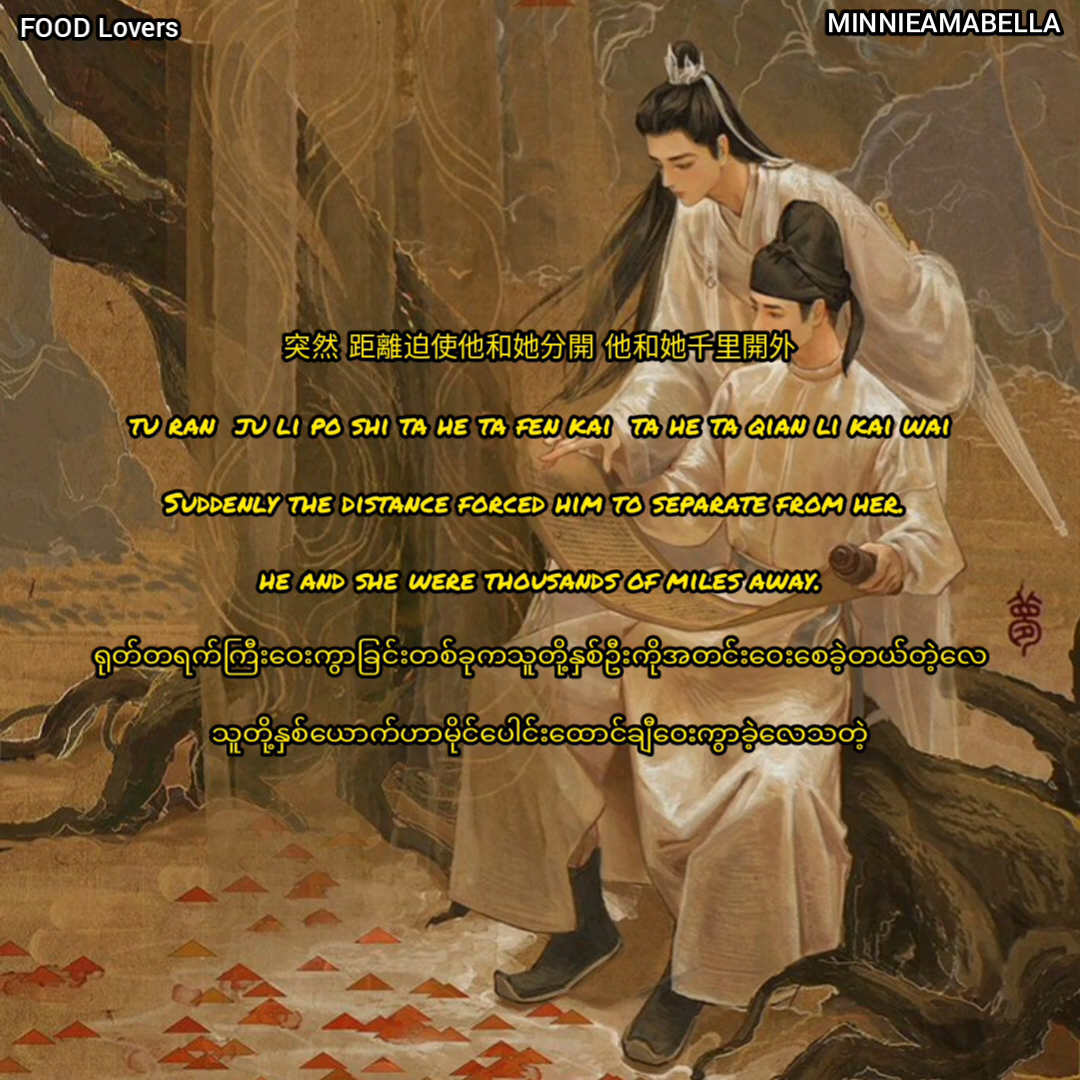 FOOD Lovers
MINNIEAMABELLA
突然 距離迫使他和她分開 他和她千里開外
TU RAN JU LI PO SHI TA HE TA FEN KAI TA HE TA QIAN LI KAI WAI
SUDDENLY THE DISTANCE FORCED HIM TO SEPARATE FROM HER.
HE AND SHE WERE THOUSANDS OF MILES AWAY.
ရုတ်တရက်ကြီးဝေးကွာခြင်းတစ်ခုကသူတို့နှစ်ဦးကိုအတင်းဝေးစေခဲ့တယ်တဲ့လေ
သူတို့နှစ်ယောက်ဟာမိုင်ပေါင်းထောင်ချီဝေးကွာခဲ့လေသတဲ့